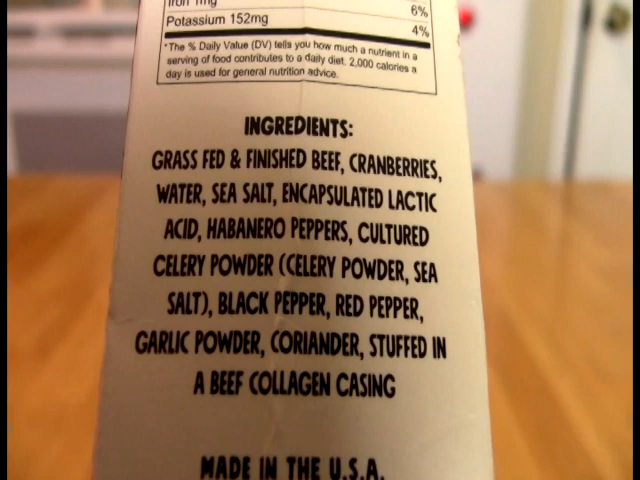 Iron 1mg 6%
Potassium 152mg 4%
*The % Daily Value (DV) tells you how much a nutrient in a
serving of food contributes to a daily diet. 2,000 calories a
day is used for general nutrition advice.
INGREDIENTS:
GRASS FED & FINISHED BEEF, CRANBERRIES,
WATER, SEA SALT, ENCAPSULATED LACTIC
ACID, HABANERO PEPPERS, CULTURED
CELERY POWDER (CELERY POWDER, SEA
SALT), BLACK PEPPER, RED PEPPER,
GARLIC POWDER, CORIANDER, STUFFED IN
A BEEF COLLAGEN CASING
MADE IN THE U.S.A.